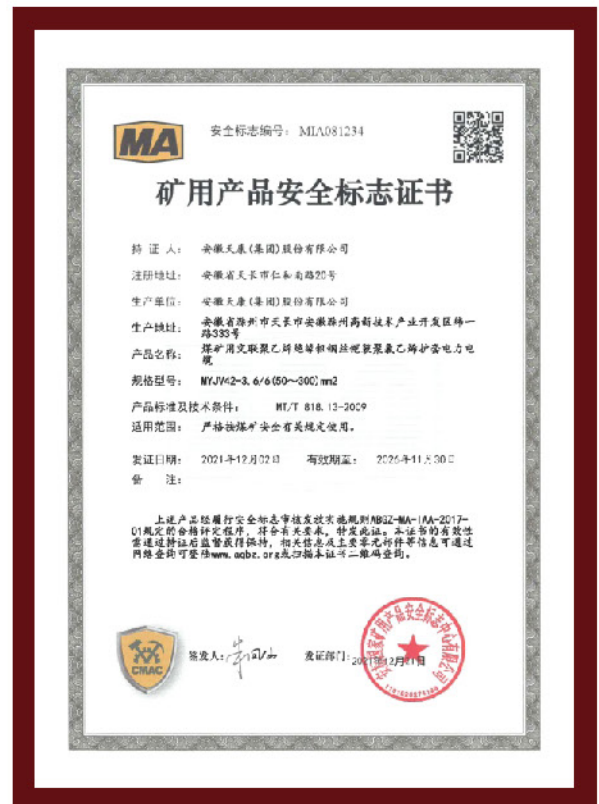 MA
安全标志编号: MIA081234
矿用产品安全标志证书
持 证 人: 安徽天康(集团)股份有限公司
注册地址: 安徽省天长市仁和南路20号
生产单位: 安徽天康(集团)股份有限公司
生产地址: 安徽省滁州市天长市安徽滁州高新技术产业开发区纬一
路333号
产品名称: 煤矿用交联聚乙烯绝缘粗钢丝铠装聚氯乙烯护套电力电
缆
规格型号: MYJV42-3.6/6(50~300)mm2
产品标准及技术条件: MT/T 818.13-2009
适用范围: 严格按煤矿安全有关规定使用。
发证日期: 2021年12月02日 有效期至: 2026年11月30日
备 注:
上述产品经履行安全标志审核发放实施规则ABGZ-MA-IAA-2017-
01规定的合格评定程序, 符合有关要求, 特发此证。本证书的有效性
需通过持证后监督获得保持, 相关信息及主要零元部件等信息可通过
网络查询可登陆www.aqbz.org或扫描本证书二维码查询。
CMAC
签发人:
发证部门: